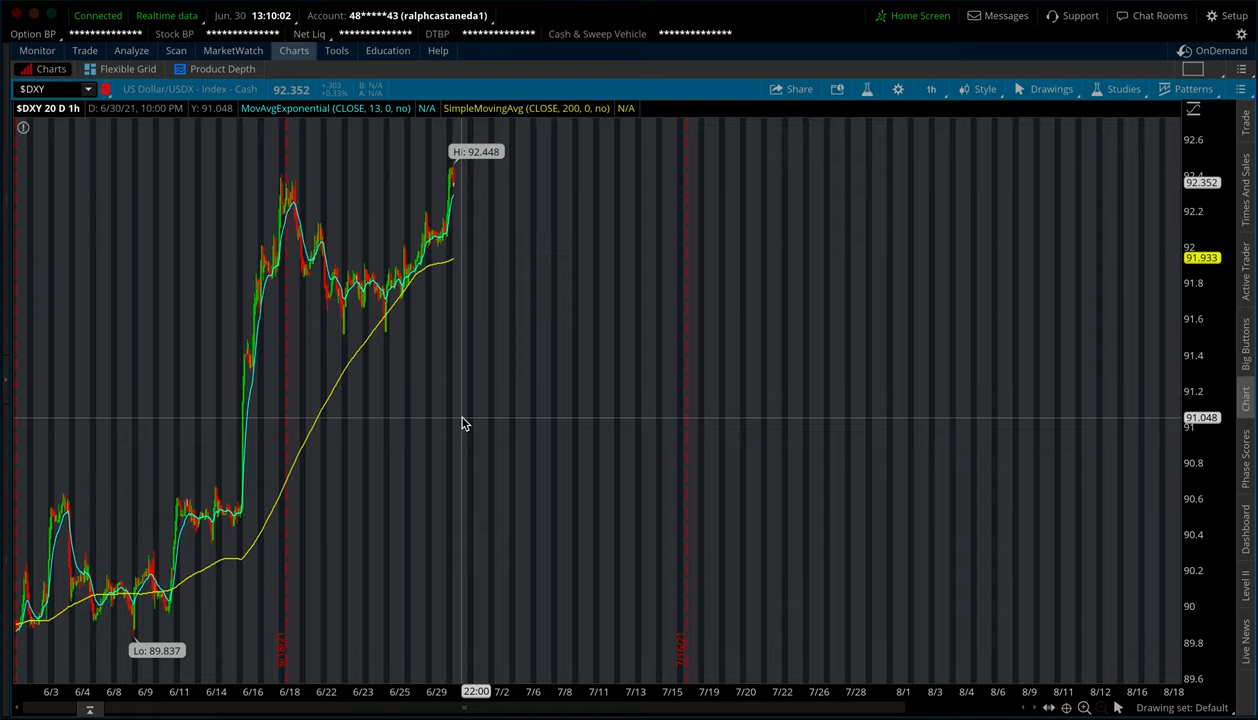 Connected Realtime data Jun. 30 13:10:02 Account: 48*****43 (ralphcastaneda1) Home Screen Messages Support Chat Rooms Setup
Option BP ************** Stock BP ************** Net Liq ************** DTBP ************** Cash & Sweep Vehicle **************
Monitor Trade Analyze Scan MarketWatch Charts Tools Education Help OnDemand
Charts Flexible Grid Product Depth
$DXY US Dollar/USDX - Index - Cash 92.352 +.303 +0.33% B: N/A A: N/A Share 1h Style Drawings Studies Patterns
$DXY 20 D 1h D: 6/30/21, 10:00 PM Y: 91.048 MovAvgExponential (CLOSE, 13, 0, no) N/A SimpleMovingAvg (CLOSE, 200, 0, no) N/A
Hi: 92.448
Lo: 89.837
6/18/21
7/16/21
92.6
92.4
92.352
92.2
92
91.933
91.8
91.6
91.4
91.2
91.048
91
90.8
90.6
90.4
90.2
90
89.8
89.6
6/3 6/4 6/8 6/9 6/11 6/14 6/16 6/18 6/22 6/23 6/25 6/29 22:00 7/2 7/6 7/8 7/11 7/13 7/15 7/19 7/20 7/22 7/26 7/28 8/1 8/3 8/4 8/8 8/11 8/12 8/16 8/18
Drawing set: Default
Trade
Times And Sales
Active Trader
Big Buttons
Chart
Phase Scores
Dashboard
Level II
Live News